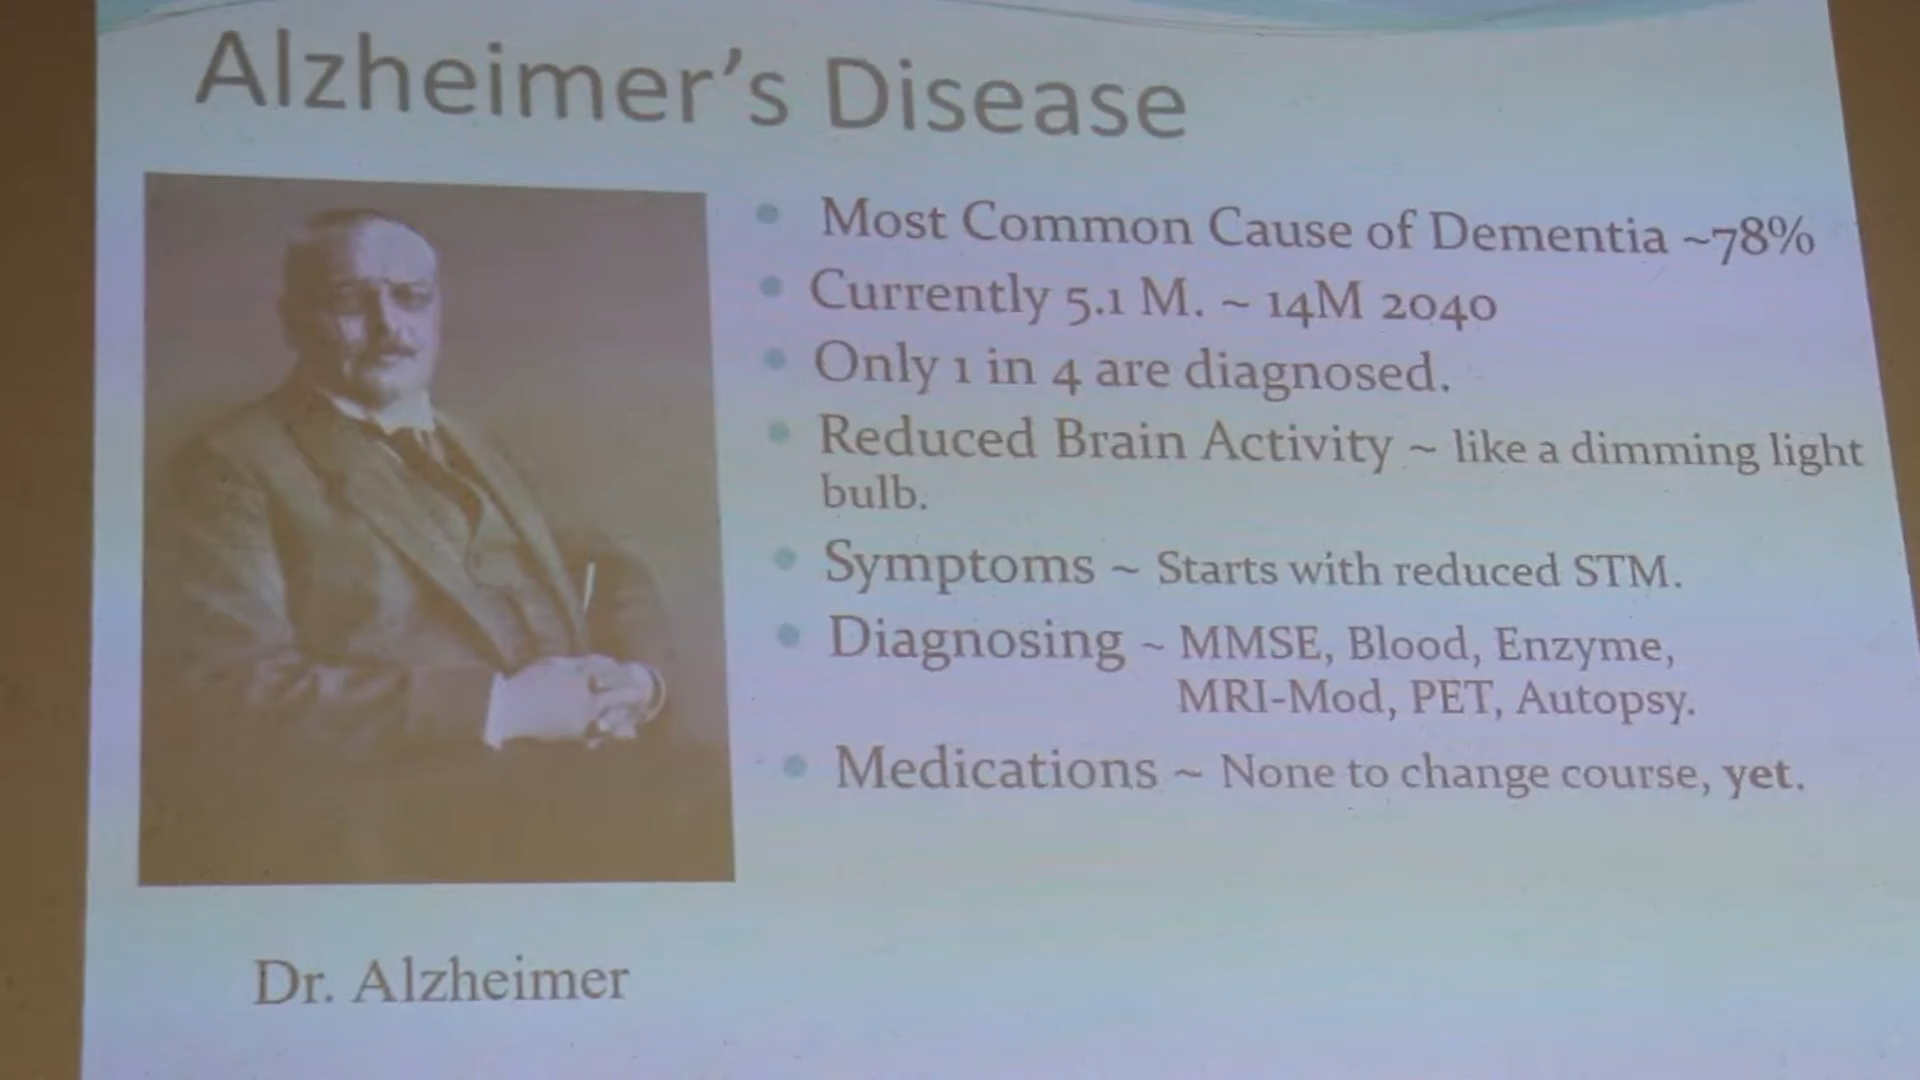 Alzheimer's Disease
• Most Common Cause of Dementia ~78%
• Currently 5.1 M. ~ 14M 2040
• Only 1 in 4 are diagnosed.
• Reduced Brain Activity ~ like a dimming light
bulb.
• Symptoms ~ Starts with reduced STM.
• Diagnosing ~ MMSE, Blood, Enzyme,
MRI-Mod, PET, Autopsy.
• Medications ~ None to change course, yet.
Dr. Alzheimer